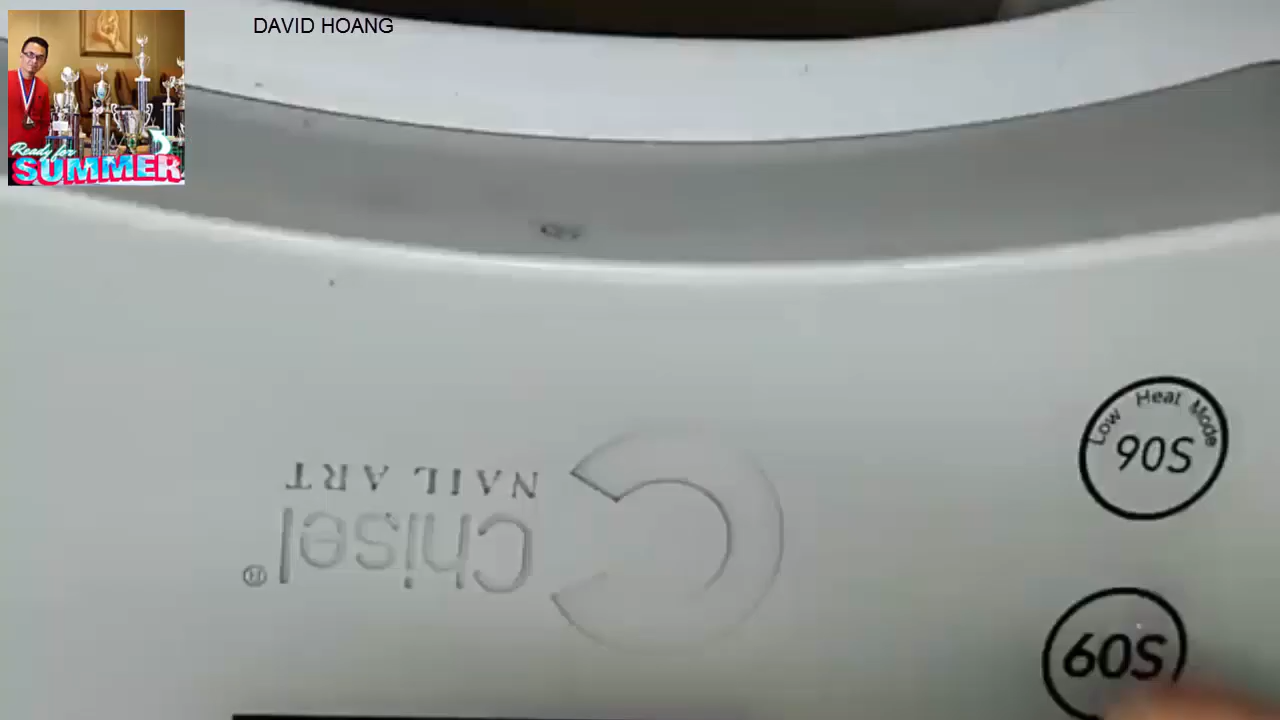 DAVID HOANG
Ready for
SUMMER
Low Heat Mode
90S
NAIL ART
Chisel®
60S